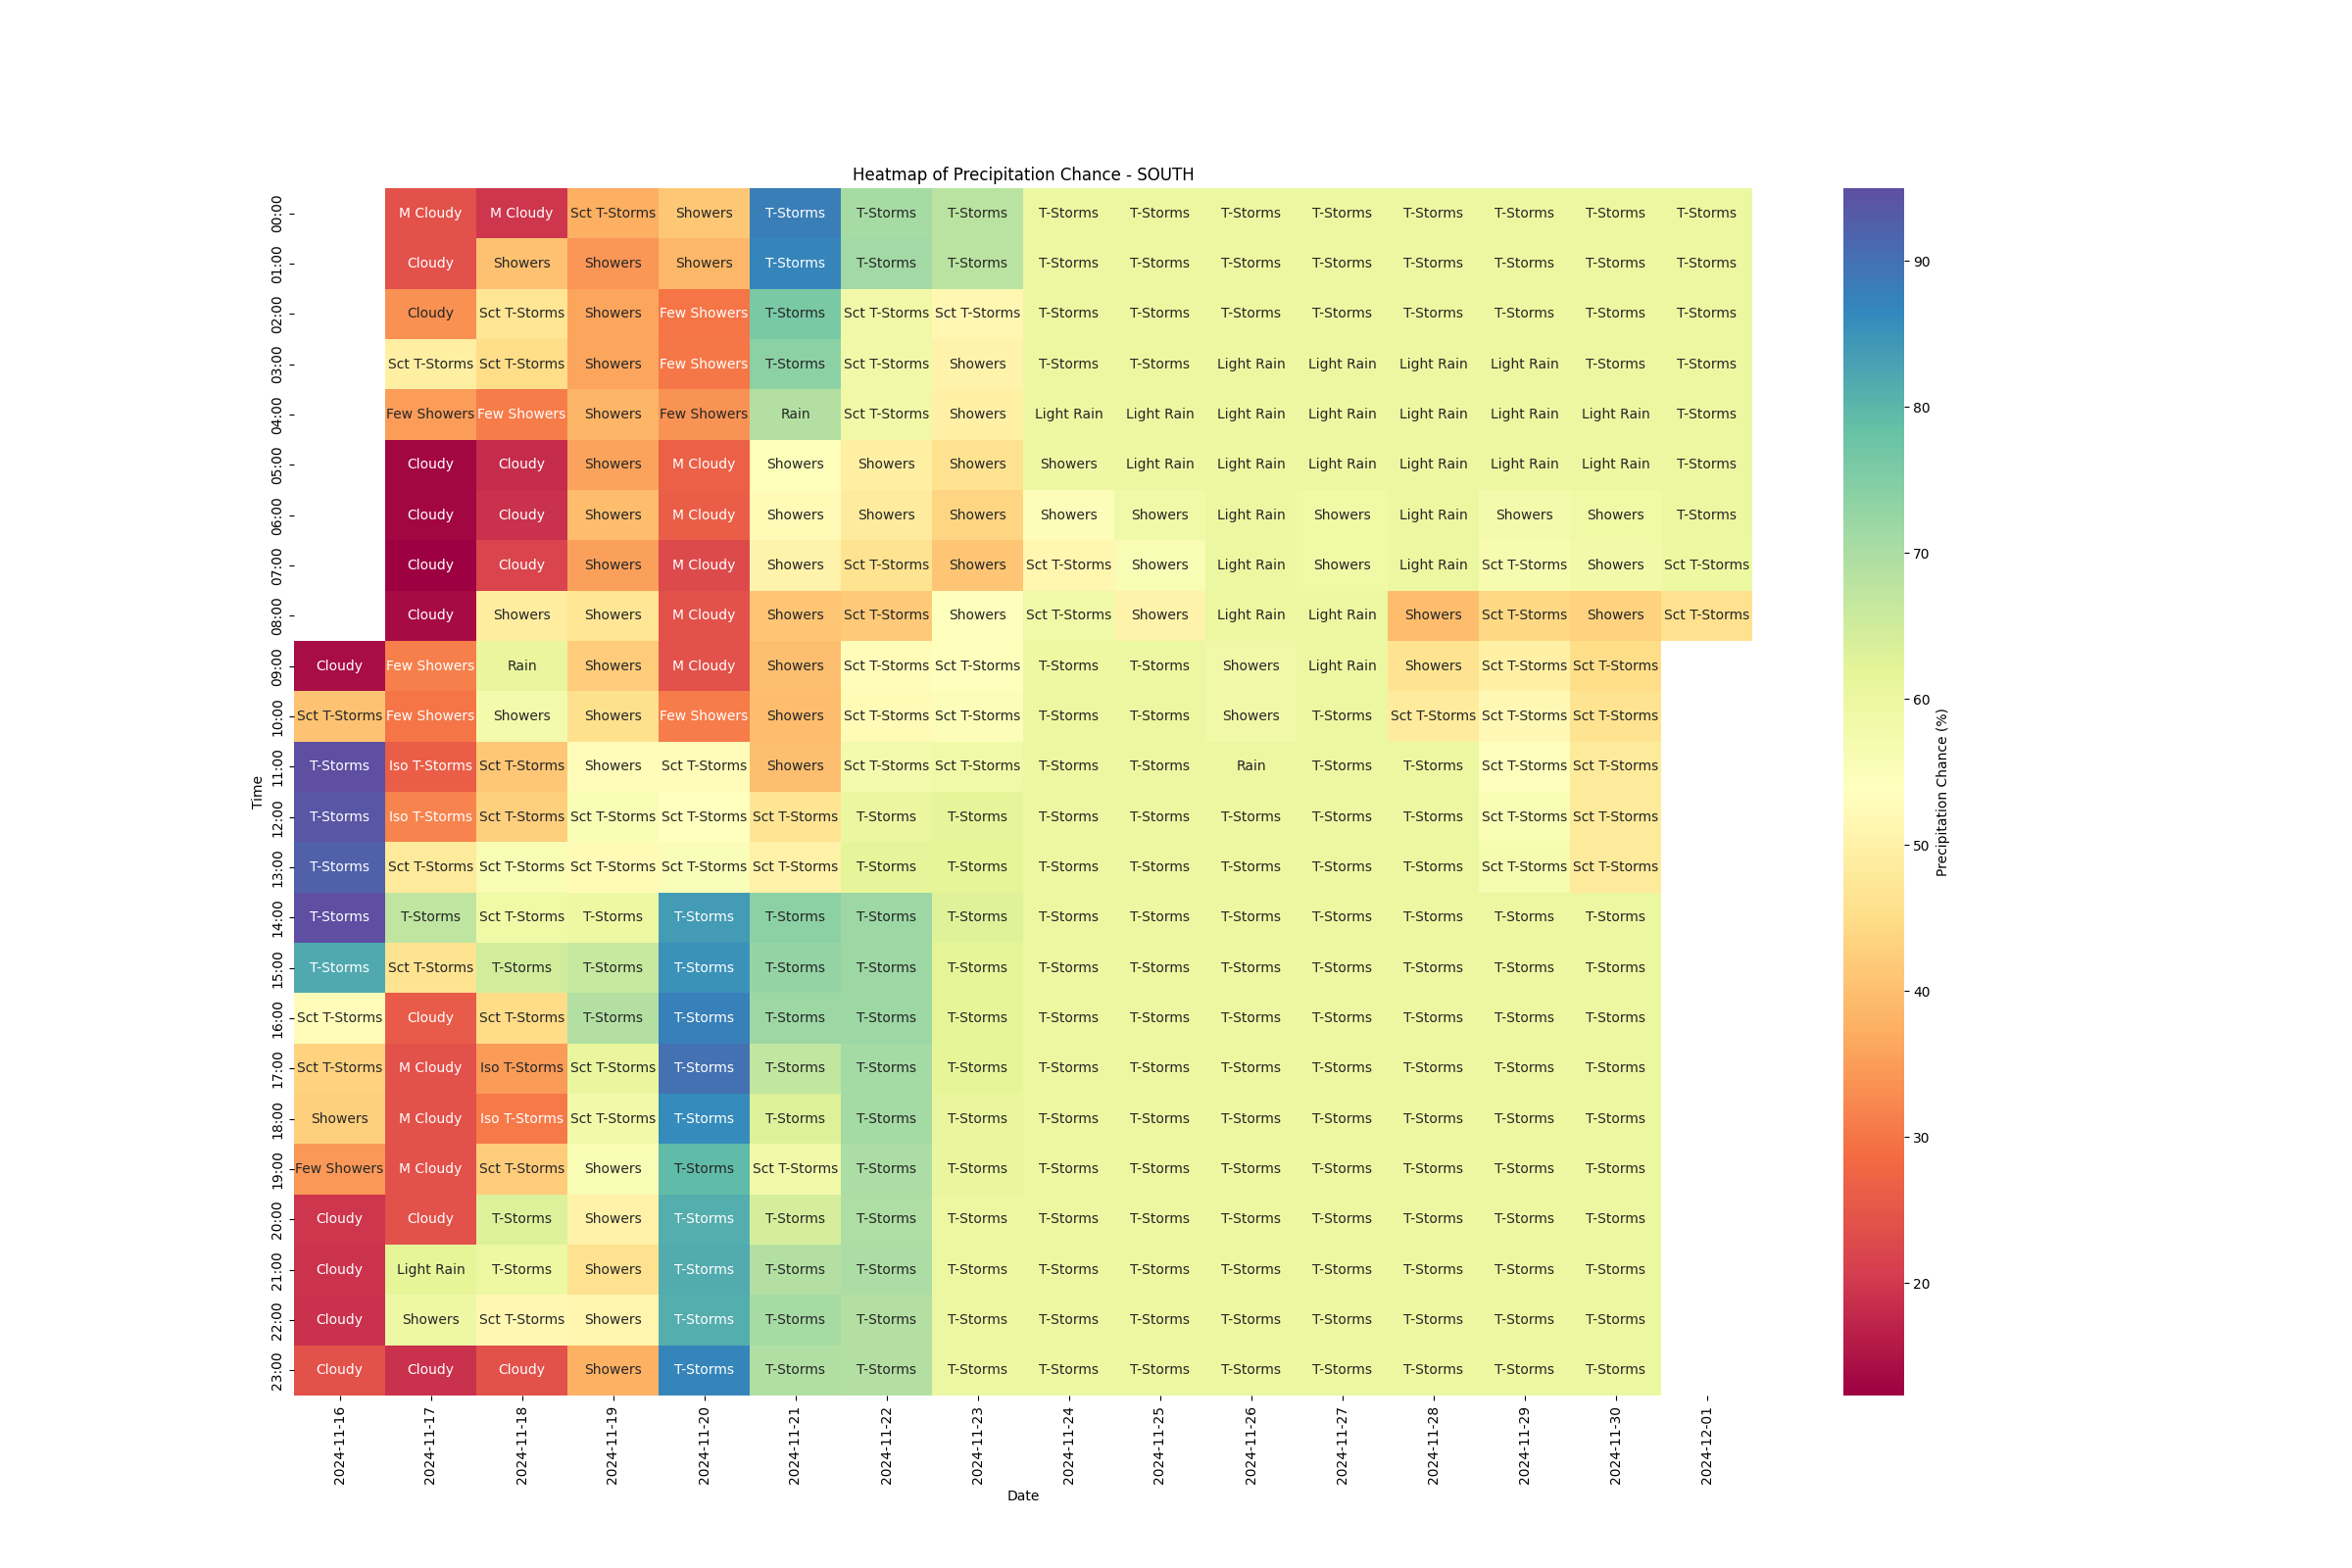 Heatmap of Precipitation Chance - SOUTH
00:00 M Cloudy M Cloudy Sct T-Storms Showers T-Storms T-Storms T-Storms T-Storms T-Storms T-Storms T-Storms T-Storms T-Storms T-Storms T-Storms
01:00 Cloudy Showers Showers Showers T-Storms T-Storms T-Storms T-Storms T-Storms T-Storms T-Storms T-Storms T-Storms T-Storms T-Storms
02:00 Cloudy Sct T-Storms Showers Few Showers T-Storms Sct T-Storms Sct T-Storms T-Storms T-Storms T-Storms T-Storms T-Storms T-Storms T-Storms T-Storms
03:00 Sct T-Storms Sct T-Storms Showers Few Showers T-Storms Sct T-Storms Showers T-Storms T-Storms Light Rain Light Rain Light Rain Light Rain T-Storms T-Storms
04:00 Few Showers Few Showers Showers Few Showers Rain Sct T-Storms Showers Light Rain Light Rain Light Rain Light Rain Light Rain Light Rain Light Rain T-Storms
05:00 Cloudy Cloudy Showers M Cloudy Showers Showers Showers Showers Light Rain Light Rain Light Rain Light Rain Light Rain Light Rain T-Storms
06:00 Cloudy Cloudy Showers M Cloudy Showers Showers Showers Showers Showers Light Rain Showers Light Rain Showers Showers T-Storms
07:00 Cloudy Cloudy Showers M Cloudy Showers Sct T-Storms Showers Sct T-Storms Showers Light Rain Showers Light Rain Sct T-Storms Showers Sct T-Storms
08:00 Cloudy Showers Showers M Cloudy Showers Sct T-Storms Showers Sct T-Storms Showers Light Rain Light Rain Showers Sct T-Storms Showers Sct T-Storms
09:00 Cloudy Few Showers Rain Showers M Cloudy Showers Sct T-Storms Sct T-Storms T-Storms T-Storms Showers Light Rain Showers Sct T-Storms Sct T-Storms
10:00 Sct T-Storms Few Showers Showers Showers Few Showers Showers Sct T-Storms Sct T-Storms T-Storms T-Storms Showers T-Storms Sct T-Storms Sct T-Storms Sct T-Storms
11:00 T-Storms Iso T-Storms Sct T-Storms Showers Sct T-Storms Showers Sct T-Storms Sct T-Storms T-Storms T-Storms Rain T-Storms T-Storms Sct T-Storms Sct T-Storms
12:00 T-Storms Iso T-Storms Sct T-Storms Sct T-Storms Sct T-Storms Sct T-Storms T-Storms T-Storms T-Storms T-Storms T-Storms T-Storms T-Storms Sct T-Storms Sct T-Storms
13:00 T-Storms Sct T-Storms Sct T-Storms Sct T-Storms Sct T-Storms Sct T-Storms T-Storms T-Storms T-Storms T-Storms T-Storms T-Storms T-Storms Sct T-Storms Sct T-Storms
14:00 T-Storms T-Storms Sct T-Storms T-Storms T-Storms T-Storms T-Storms T-Storms T-Storms T-Storms T-Storms T-Storms T-Storms T-Storms T-Storms
15:00 T-Storms Sct T-Storms T-Storms T-Storms T-Storms T-Storms T-Storms T-Storms T-Storms T-Storms T-Storms T-Storms T-Storms T-Storms T-Storms
16:00 Sct T-Storms Cloudy Sct T-Storms T-Storms T-Storms T-Storms T-Storms T-Storms T-Storms T-Storms T-Storms T-Storms T-Storms T-Storms T-Storms
17:00 Sct T-Storms M Cloudy Iso T-Storms Sct T-Storms T-Storms T-Storms T-Storms T-Storms T-Storms T-Storms T-Storms T-Storms T-Storms T-Storms T-Storms
18:00 Showers M Cloudy Iso T-Storms Sct T-Storms T-Storms T-Storms T-Storms T-Storms T-Storms T-Storms T-Storms T-Storms T-Storms T-Storms T-Storms
19:00 Few Showers M Cloudy Sct T-Storms Showers T-Storms Sct T-Storms T-Storms T-Storms T-Storms T-Storms T-Storms T-Storms T-Storms T-Storms T-Storms
20:00 Cloudy Cloudy T-Storms Showers T-Storms T-Storms T-Storms T-Storms T-Storms T-Storms T-Storms T-Storms T-Storms T-Storms T-Storms
21:00 Cloudy Light Rain T-Storms Showers T-Storms T-Storms T-Storms T-Storms T-Storms T-Storms T-Storms T-Storms T-Storms T-Storms T-Storms
22:00 Cloudy Showers Sct T-Storms Showers T-Storms T-Storms T-Storms T-Storms T-Storms T-Storms T-Storms T-Storms T-Storms T-Storms T-Storms
23:00 Cloudy Cloudy Cloudy Showers T-Storms T-Storms T-Storms T-Storms T-Storms T-Storms T-Storms T-Storms T-Storms T-Storms T-Storms
Time
2024-11-16 2024-11-17 2024-11-18 2024-11-19 2024-11-20 2024-11-21 2024-11-22 2024-11-23 2024-11-24 2024-11-25 2024-11-26 2024-11-27 2024-11-28 2024-11-29 2024-11-30 2024-12-01
Date
90
80
70
60
50
40
30
20
Precipitation Chance (%)